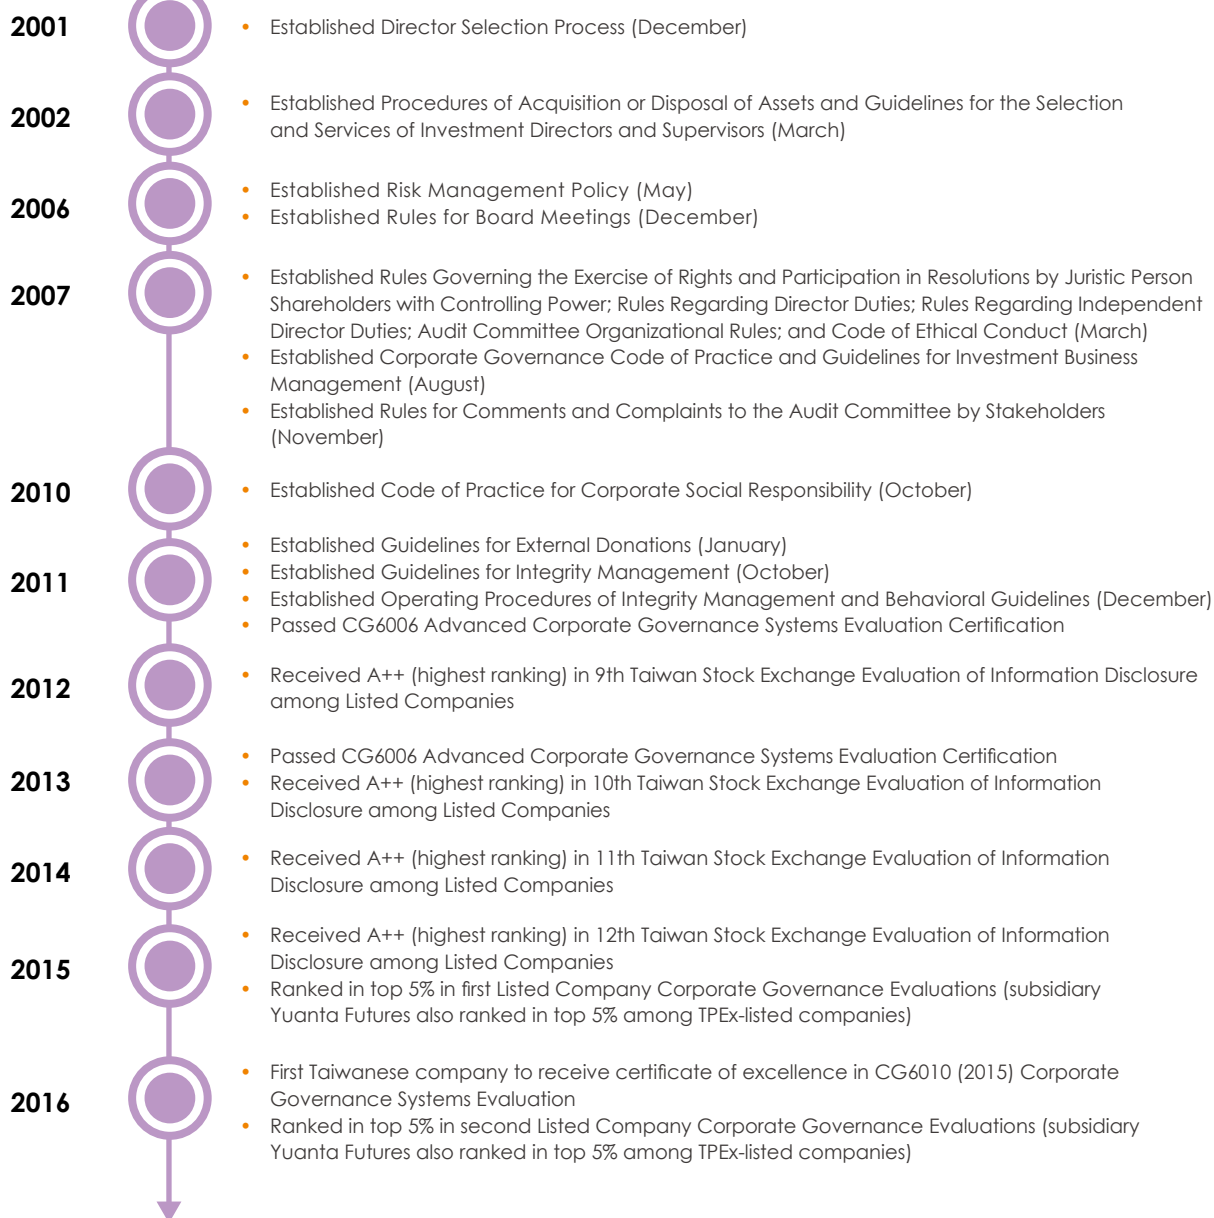 2001
• Established Director Selection Process (December)
2002
• Established Procedures of Acquisition or Disposal of Assets and Guidelines for the Selection
and Services of Investment Directors and Supervisors (March)
2006
• Established Risk Management Policy (May)
• Established Rules for Board Meetings (December)
2007
• Established Rules Governing the Exercise of Rights and Participation in Resolutions by Juristic Person
Shareholders with Controlling Power; Rules Regarding Director Duties; Rules Regarding Independent
Director Duties; Audit Committee Organizational Rules; and Code of Ethical Conduct (March)
• Established Corporate Governance Code of Practice and Guidelines for Investment Business
Management (August)
• Established Rules for Comments and Complaints to the Audit Committee by Stakeholders
(November)
2010
• Established Code of Practice for Corporate Social Responsibility (October)
2011
• Established Guidelines for External Donations (January)
• Established Guidelines for Integrity Management (October)
• Established Operating Procedures of Integrity Management and Behavioral Guidelines (December)
• Passed CG6006 Advanced Corporate Governance Systems Evaluation Certification
2012
• Received A++ (highest ranking) in 9th Taiwan Stock Exchange Evaluation of Information Disclosure
among Listed Companies
2013
• Passed CG6006 Advanced Corporate Governance Systems Evaluation Certification
• Received A++ (highest ranking) in 10th Taiwan Stock Exchange Evaluation of Information
Disclosure among Listed Companies
2014
• Received A++ (highest ranking) in 11th Taiwan Stock Exchange Evaluation of Information
Disclosure among Listed Companies
2015
• Received A++ (highest ranking) in 12th Taiwan Stock Exchange Evaluation of Information
Disclosure among Listed Companies
• Ranked in top 5% in first Listed Company Corporate Governance Evaluations (subsidiary
Yuanta Futures also ranked in top 5% among TPEx-listed companies)
2016
• First Taiwanese company to receive certificate of excellence in CG6010 (2015) Corporate
Governance Systems Evaluation
• Ranked in top 5% in second Listed Company Corporate Governance Evaluations (subsidiary
Yuanta Futures also ranked in top 5% among TPEx-listed companies)